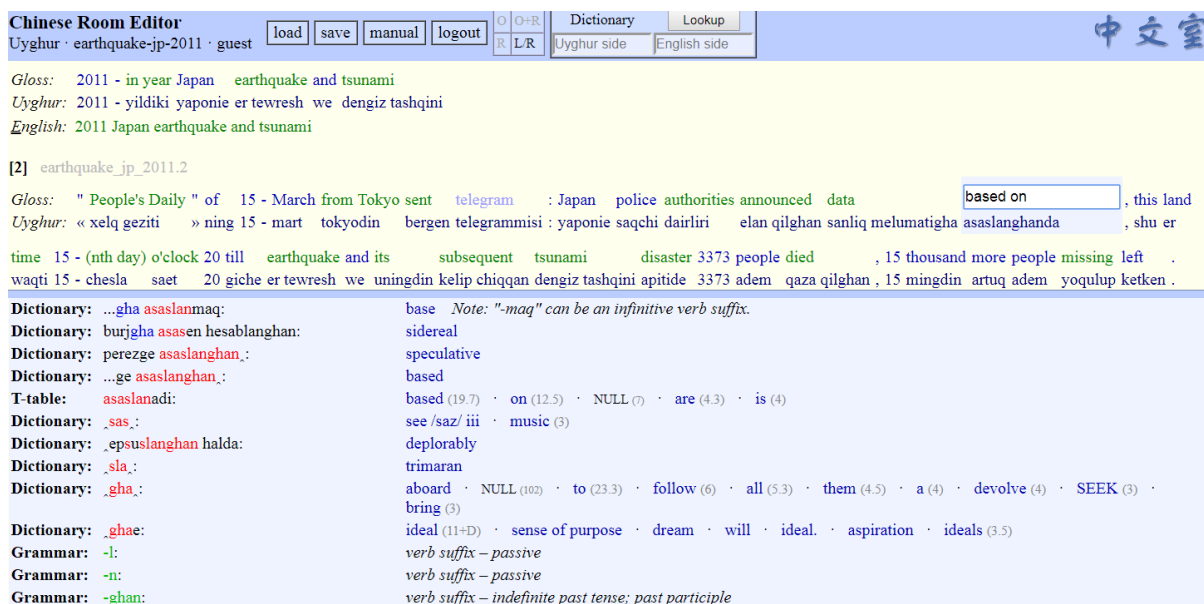 Chinese Room Editor
Uyghur · earthquake-jp-2011 · guest
load save manual logout
O O+R
R L/R
Dictionary Lookup
Uyghur side English side
中文室
Gloss: 2011 - in year Japan earthquake and tsunami
Uyghur: 2011 - yildiki yaponie er tewresh we dengiz tashqini
English: 2011 Japan earthquake and tsunami
[2] earthquake_jp_2011.2
Gloss: " People's Daily " of 15 - March from Tokyo sent telegram : Japan police authorities announced data based on , this land
Uyghur: « xelq geziti » ning 15 - mart tokyodin bergen telegrammisi : yaponie saqchi dairliri elan qilghan sanliq melumatigha asaslanghanda , shu er
time 15 - (nth day) o'clock 20 till earthquake and its subsequent tsunami disaster 3373 people died , 15 thousand more people missing left .
waqti 15 - chesla saet 20 giche er tewresh we uningdin kelip chiqqan dengiz tashqini apitide 3373 adem qaza qilghan , 15 mingdin artuq adem yoqulup ketken .
Dictionary: ...gha asaslanmaq: base Note: "-maq" can be an infinitive verb suffix.
Dictionary: burjgha asasen hesablanghan: sidereal
Dictionary: perezge asaslanghan‸: speculative
Dictionary: ...ge asaslanghan‸: based
T-table: asaslanadi: based (19.7) · on (12.5) · NULL (7) · are (4.3) · is (4)
Dictionary: ‸sas‸: see /saz/ iii · music (3)
Dictionary: ‸epsuslanghan halda: deplorably
Dictionary: ‸sla‸: trimaran
Dictionary: ‸gha‸: aboard · NULL (102) · to (23.3) · follow (6) · all (5.3) · them (4.5) · a (4) · devolve (4) · SEEK (3) ·
bring (3)
Dictionary: ‸ghae: ideal (11+D) · sense of purpose · dream · will · ideal. · aspiration · ideals (3.5)
Grammar: -l: verb suffix – passive
Grammar: -n: verb suffix – passive
Grammar: -ghan: verb suffix – indefinite past tense; past participle